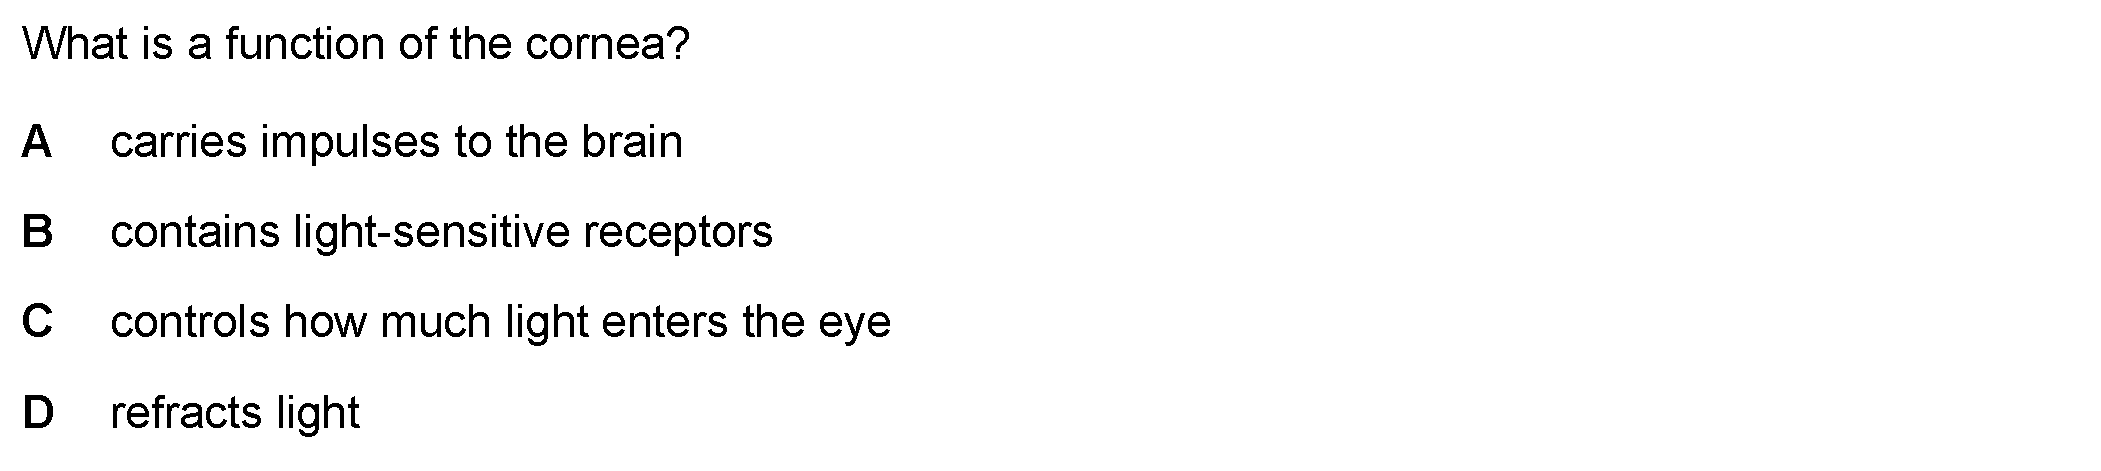 What is a function of the cornea?
A carries impulses to the brain
B contains light-sensitive receptors
C controls how much light enters the eye
D refracts light